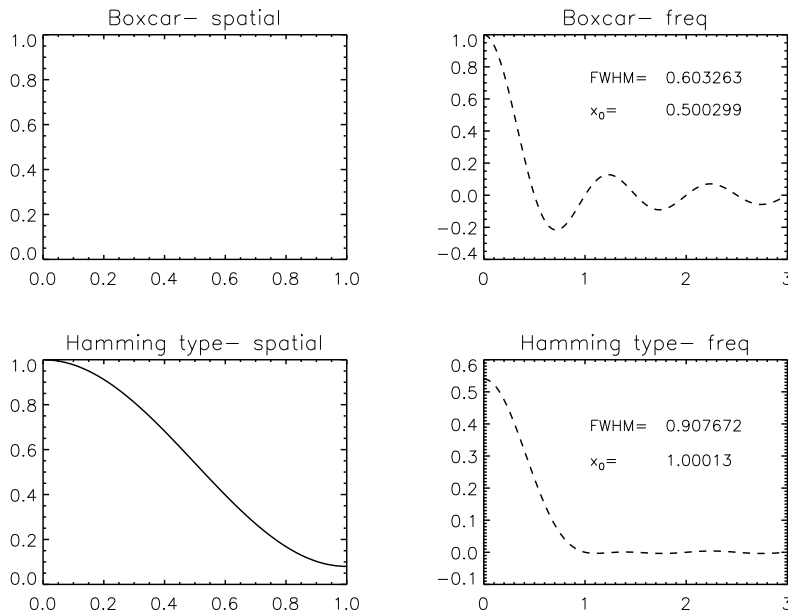 Boxcar– spatial
1.0
0.8
0.6
0.4
0.2
0.0
0.0 0.2 0.4 0.6 0.8 1.0
Boxcar– freq
1.0
0.8
0.6
0.4
0.2
0.0
−0.2
−0.4
0 1 2 3
FWHM= 0.603263
x₀= 0.500299
Hamming type– spatial
1.0
0.8
0.6
0.4
0.2
0.0
0.0 0.2 0.4 0.6 0.8 1.0
Hamming type– freq
0.6
0.5
0.4
0.3
0.2
0.1
0.0
−0.1
0 1 2 3
FWHM= 0.907672
x₀= 1.00013